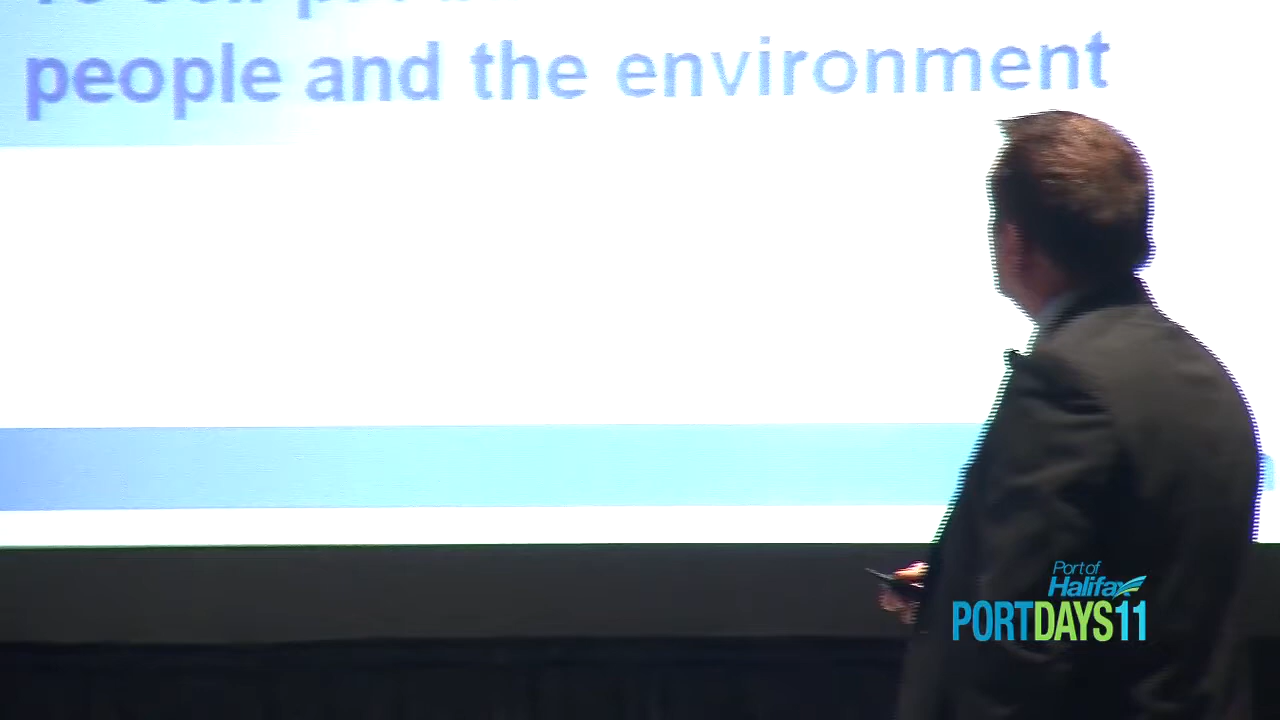 people and the environment
Port of
Halifax
PORTDAYS11